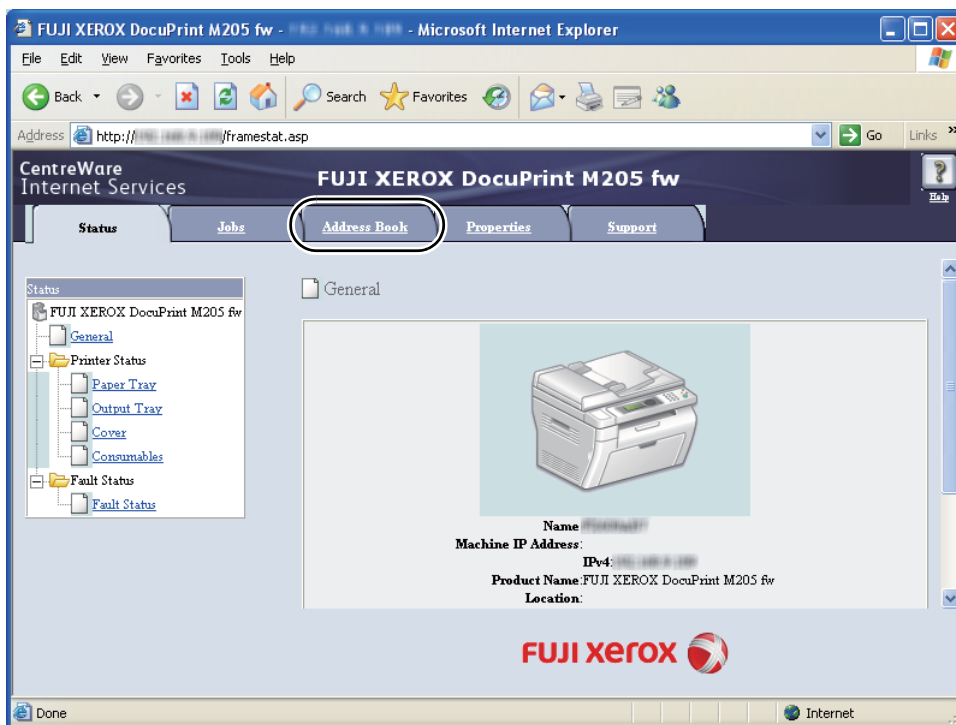 FUJI XEROX DocuPrint M205 fw - - Microsoft Internet Explorer
File Edit View Favorites Tools Help
Back Search Favorites
Address http:// /framestat.asp Go Links »
CentreWare
Internet Services
FUJI XEROX DocuPrint M205 fw
Help
Status Jobs Address Book Properties Support
Status
FUJI XEROX DocuPrint M205 fw
General
Printer Status
Paper Tray
Output Tray
Cover
Consumables
Fault Status
Fault Status
General
Name
Machine IP Address:
IPv4:
Product Name:FUJI XEROX DocuPrint M205 fw
Location:
FUJI xerox
Done Internet